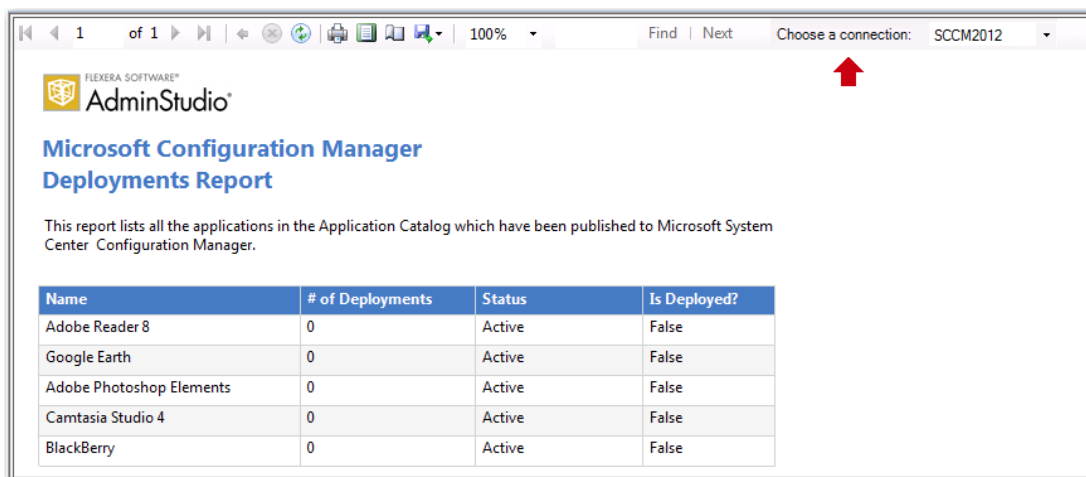 1 of 1 100% Find | Next Choose a connection: SCCM2012
FLEXERA SOFTWARE®
AdminStudio®
Microsoft Configuration Manager
Deployments Report
This report lists all the applications in the Application Catalog which have been published to Microsoft System
Center Configuration Manager.
Name # of Deployments Status Is Deployed?
Adobe Reader 8 0 Active False
Google Earth 0 Active False
Adobe Photoshop Elements 0 Active False
Camtasia Studio 4 0 Active False
BlackBerry 0 Active False